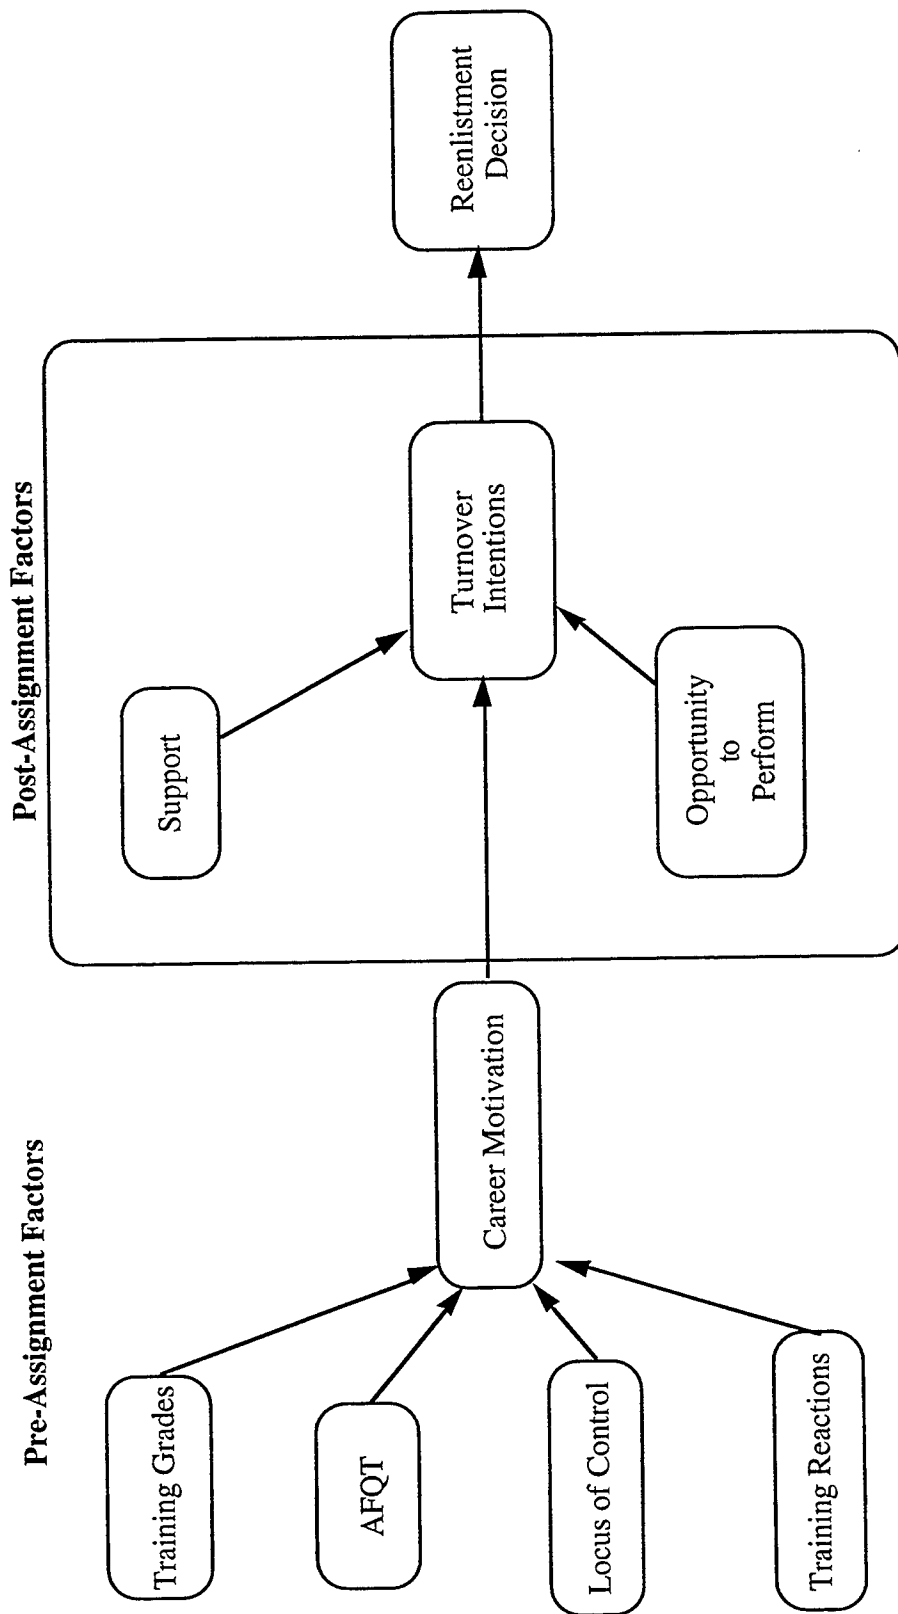 Pre-Assignment Factors
Post-Assignment Factors
Training Grades
AFQT
Locus of Control
Training Reactions
Career Motivation
Support
Opportunity
to
Perform
Turnover
Intentions
Reenlistment
Decision